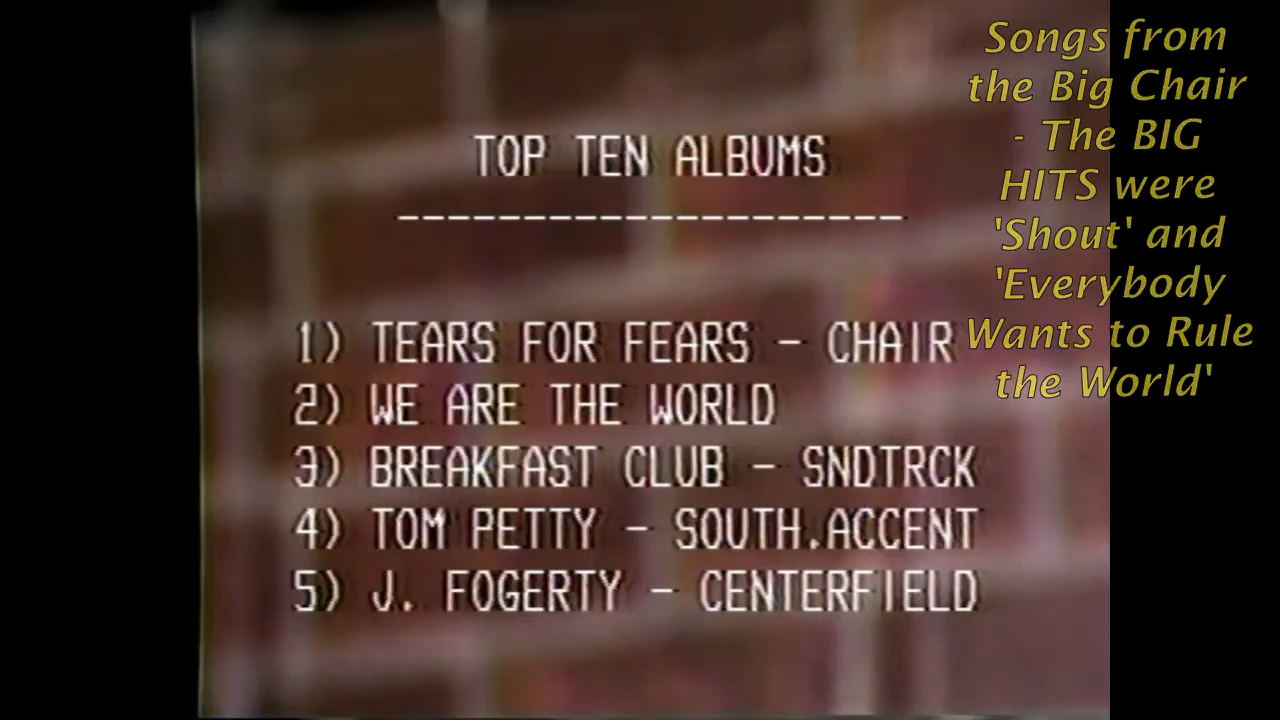 TOP TEN ALBUMS
--------------------
1) TEARS FOR FEARS - CHAIR
2) WE ARE THE WORLD
3) BREAKFAST CLUB - SNDTRCK
4) TOM PETTY - SOUTH.ACCENT
5) J. FOGERTY - CENTERFIELD
Songs from
the Big Chair
- The BIG
HITS were
'Shout' and
'Everybody
Wants to Rule
the World'